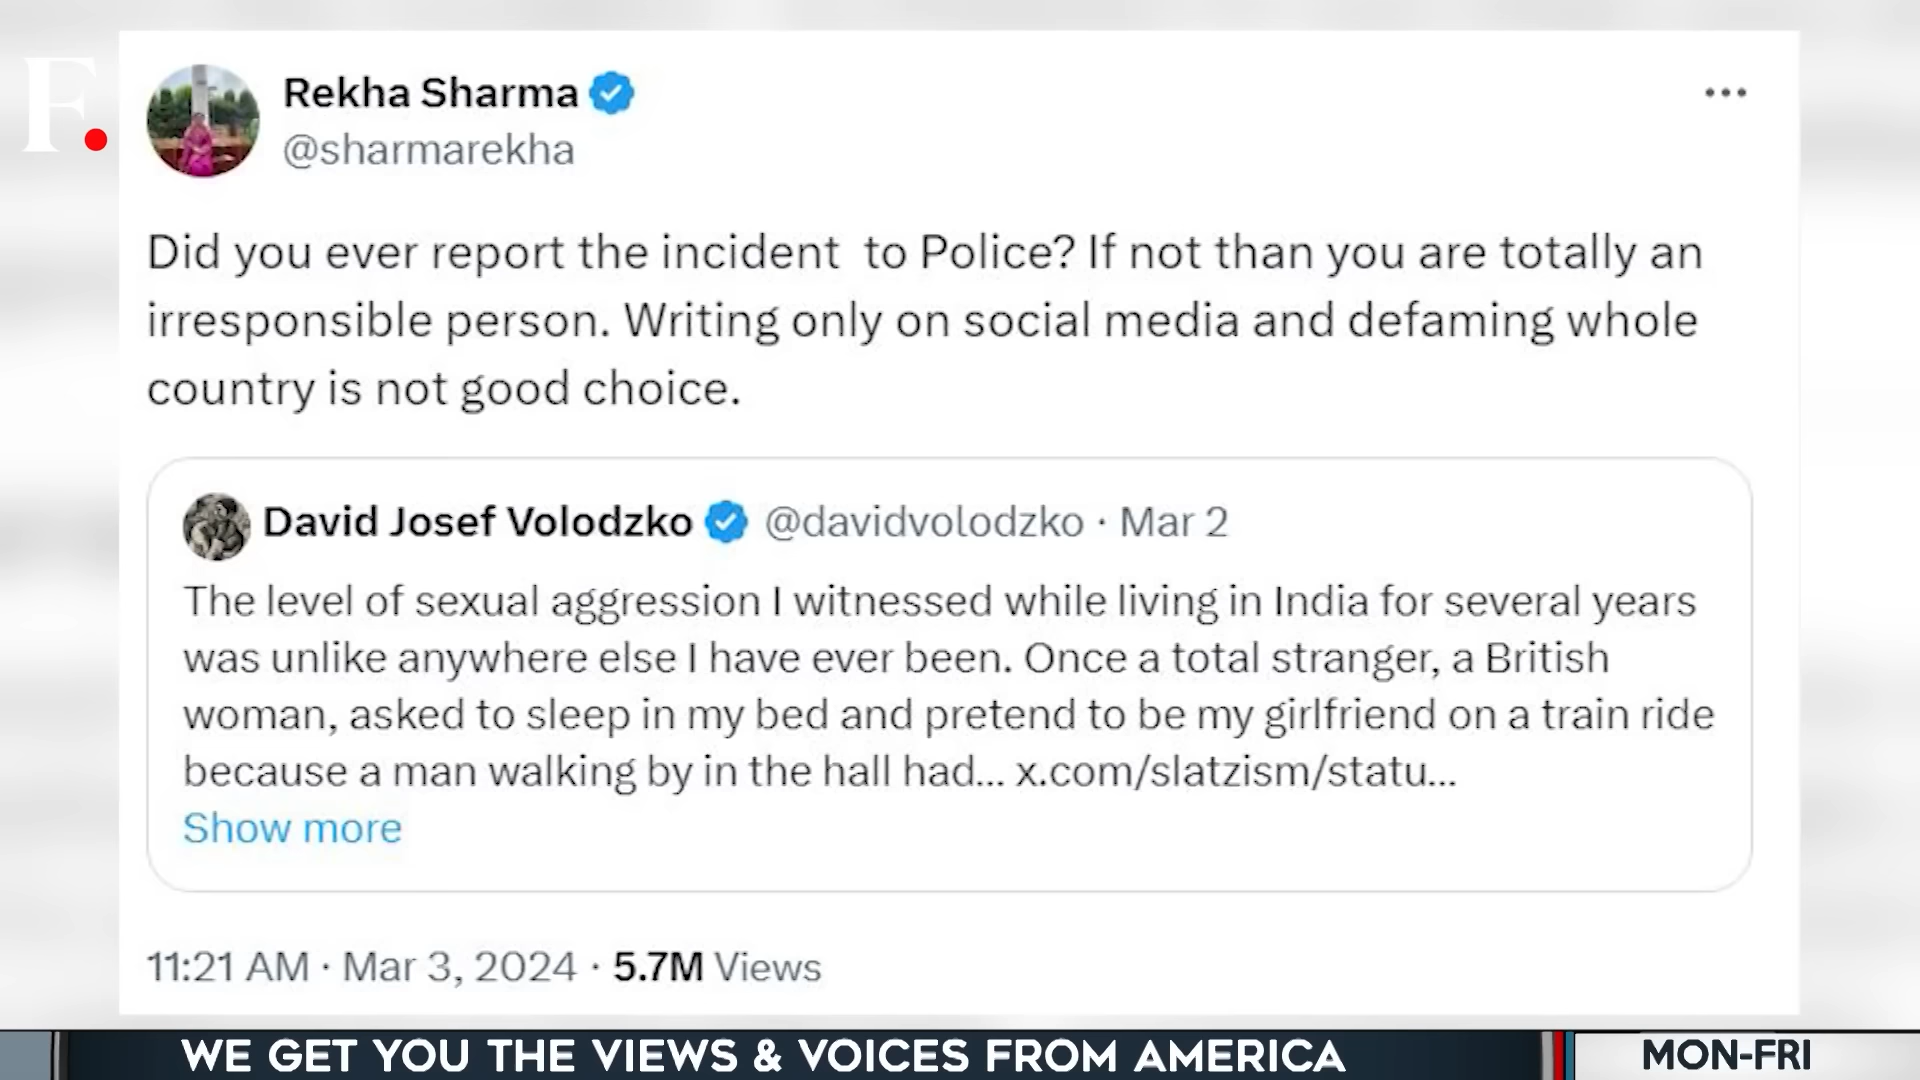 F.
Rekha Sharma
@sharmarekha
Did you ever report the incident  to Police? If not than you are totally an
irresponsible person. Writing only on social media and defaming whole
country is not good choice.
David Josef Volodzko @davidvolodzko · Mar 2
The level of sexual aggression I witnessed while living in India for several years
was unlike anywhere else I have ever been. Once a total stranger, a British
woman, asked to sleep in my bed and pretend to be my girlfriend on a train ride
because a man walking by in the hall had... x.com/slatzism/statu...
Show more
11:21 AM · Mar 3, 2024 · 5.7M Views
WE GET YOU THE VIEWS & VOICES FROM AMERICA
MON-FRI